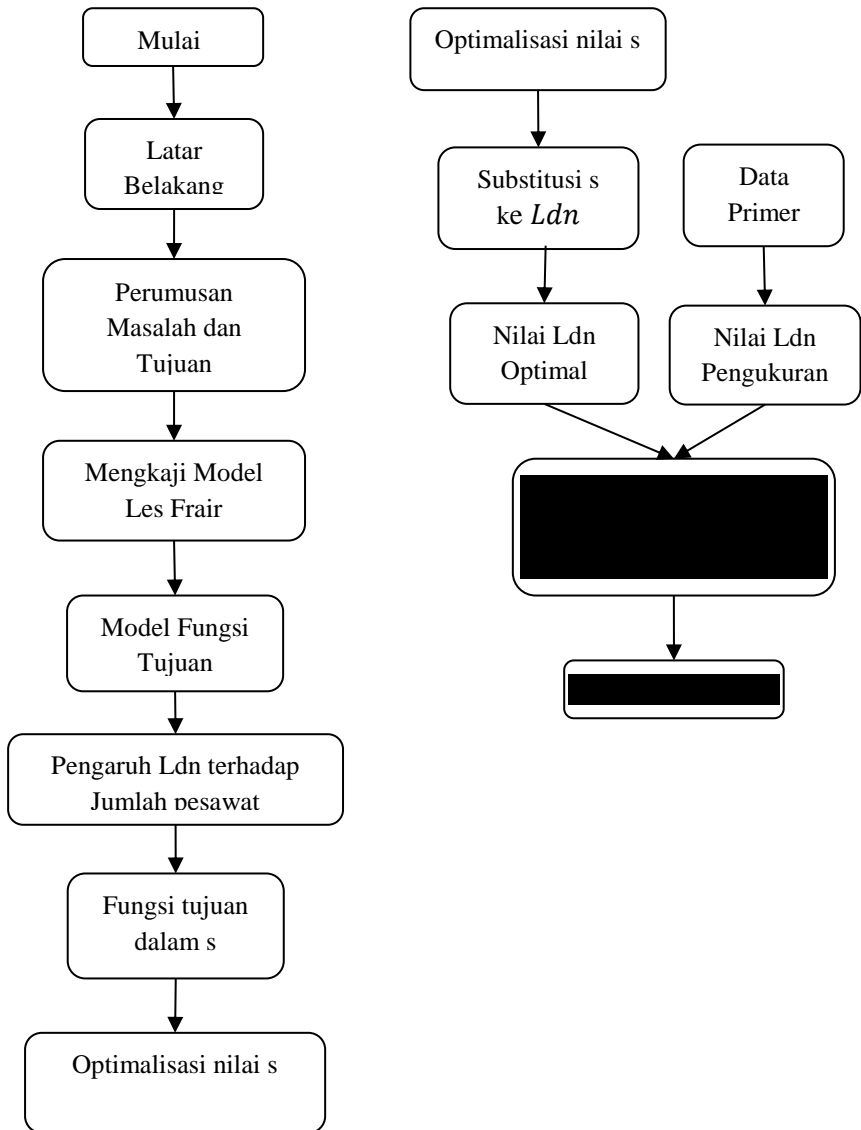 Mulai
Latar
Belakang
Perumusan
Masalah dan
Tujuan
Mengkaji Model
Les Frair
Model Fungsi
Tujuan
Pengaruh Ldn terhadap
Jumlah pesawat
Fungsi tujuan
dalam s
Optimalisasi nilai s
Optimalisasi nilai s
Substitusi s
ke Ldn
Data
Primer
Nilai Ldn
Optimal
Nilai Ldn
Pengukuran